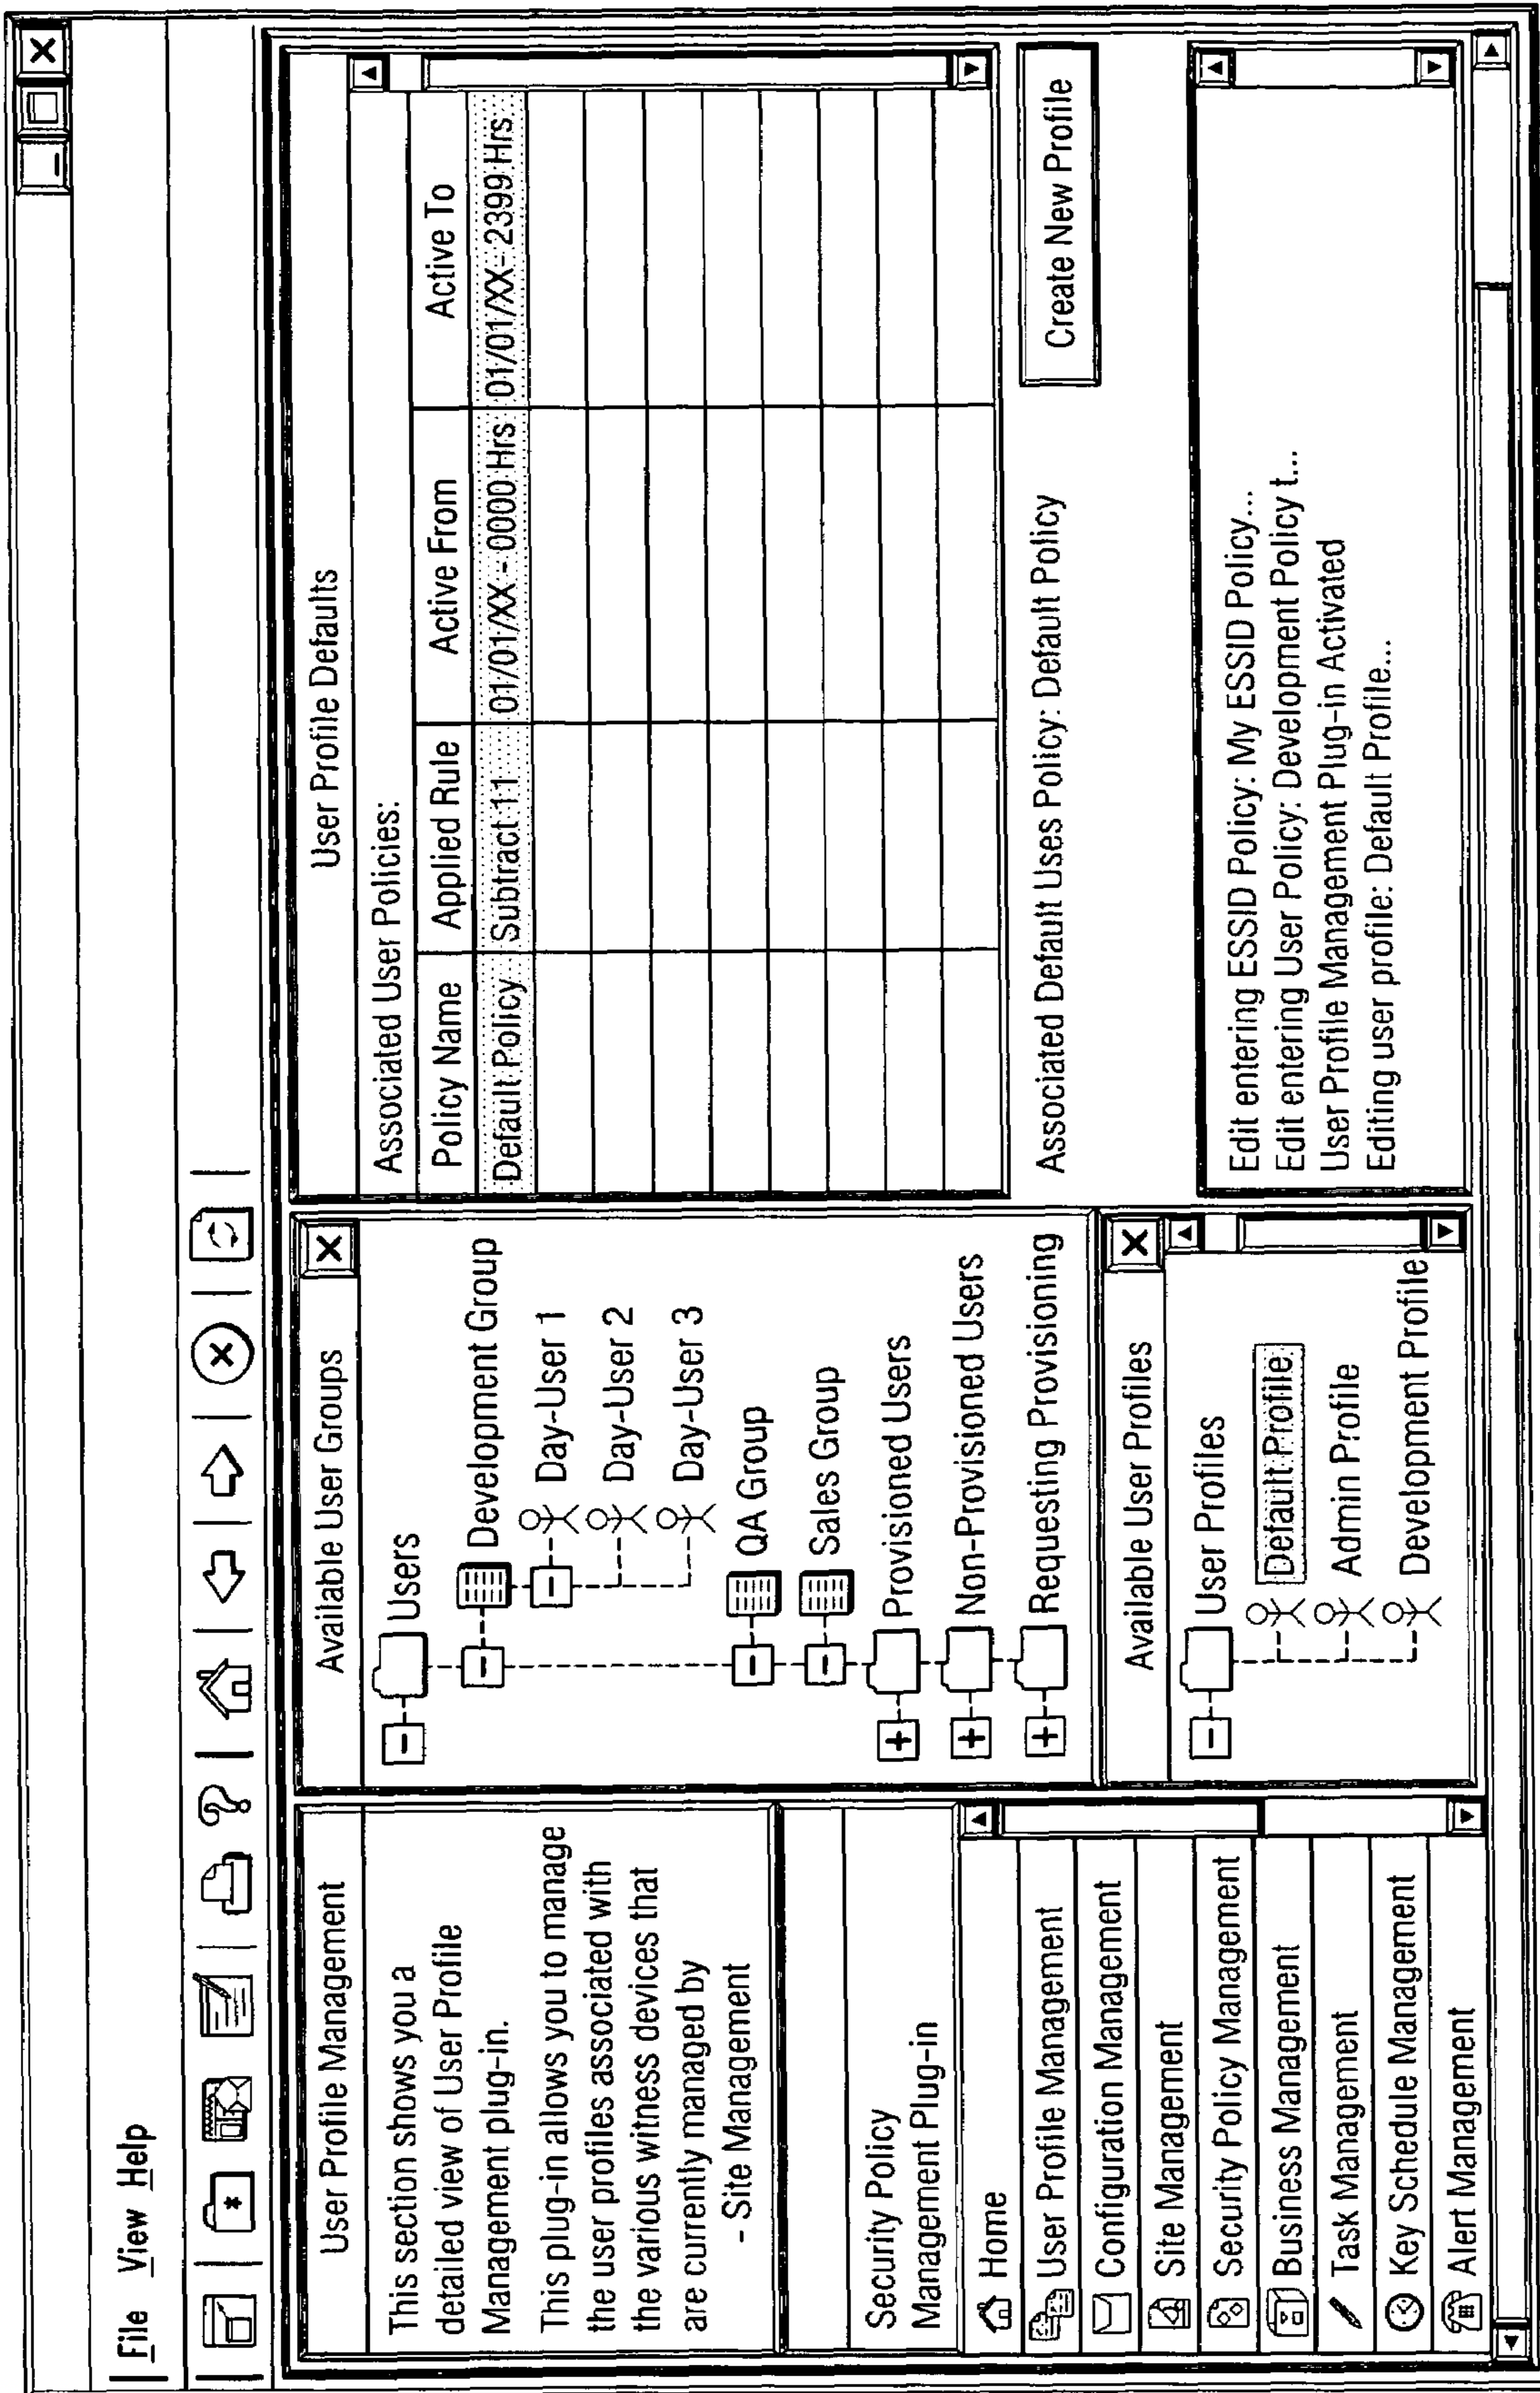 File View Help
User Profile Management
This section shows you a
detailed view of User Profile
Management plug-in.
This plug-in allows you to manage
the user profiles associated with
the various witness devices that
are currently managed by
- Site Management
Security Policy
Management Plug-in
Home
User Profile Management
Configuration Management
Site Management
Security Policy Management
Business Management
Task Management
Key Schedule Management
Alert Management
Available User Groups
Users
Development Group
Day-User 1
Day-User 2
Day-User 3
QA Group
Sales Group
Provisioned Users
Non-Provisioned Users
Requesting Provisioning
Available User Profiles
User Profiles
Default Profile
Admin Profile
Development Profile
User Profile Defaults
Associated User Policies:
Policy Name Applied Rule Active From Active To
Default Policy Subtract 11 01/01/XX - 0000 Hrs 01/01/XX - 2399 Hrs
Associated Default Uses Policy: Default Policy
Create New Profile
Edit entering ESSID Policy: My ESSID Policy...
Edit entering User Policy: Development Policy t...
User Profile Management Plug-in Activated
Editing user profile: Default Profile...